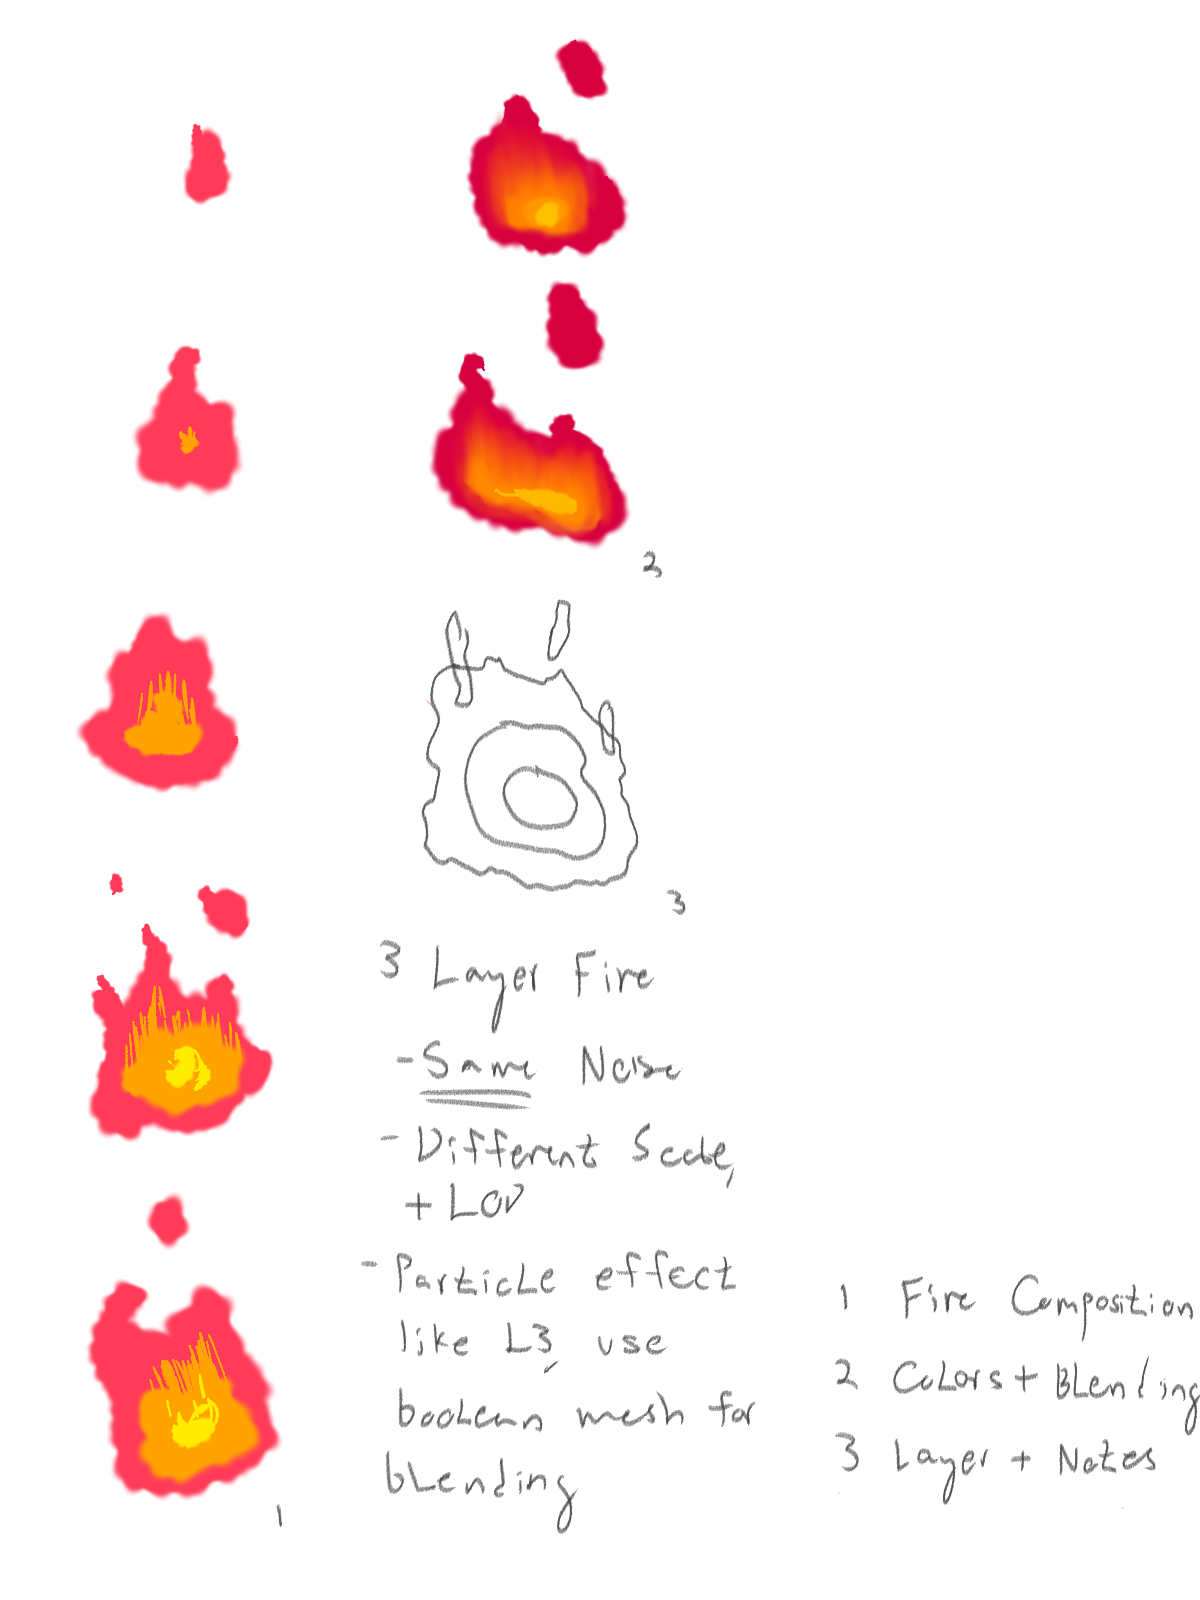 2
3
3 Layer Fire
- Same Noise
- Different Scale,
+ LOD
- Particle effect
like L3, use
boolean mesh for
blending
1
1 Fire Compostion
2 Colors + Blending
3 Layer + Notes